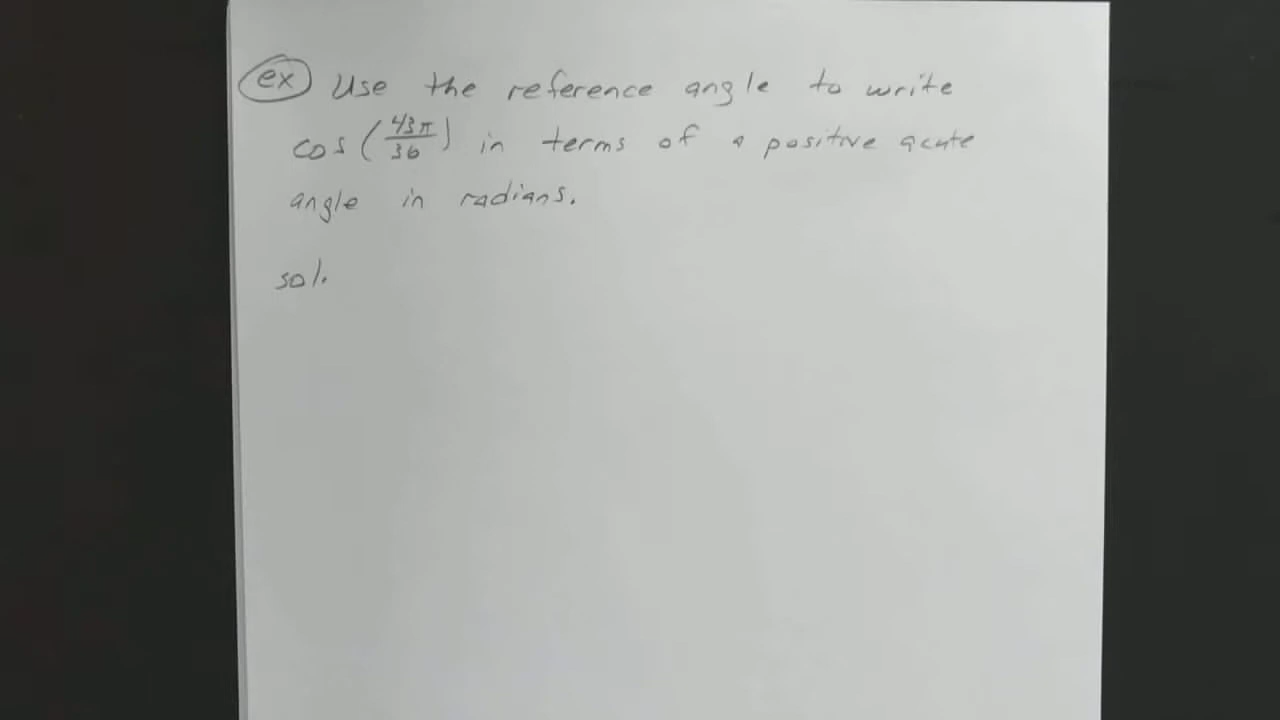 ex Use the reference angle to write
cos(43π/36) in terms of a positive acute
angle in radians.
sol.